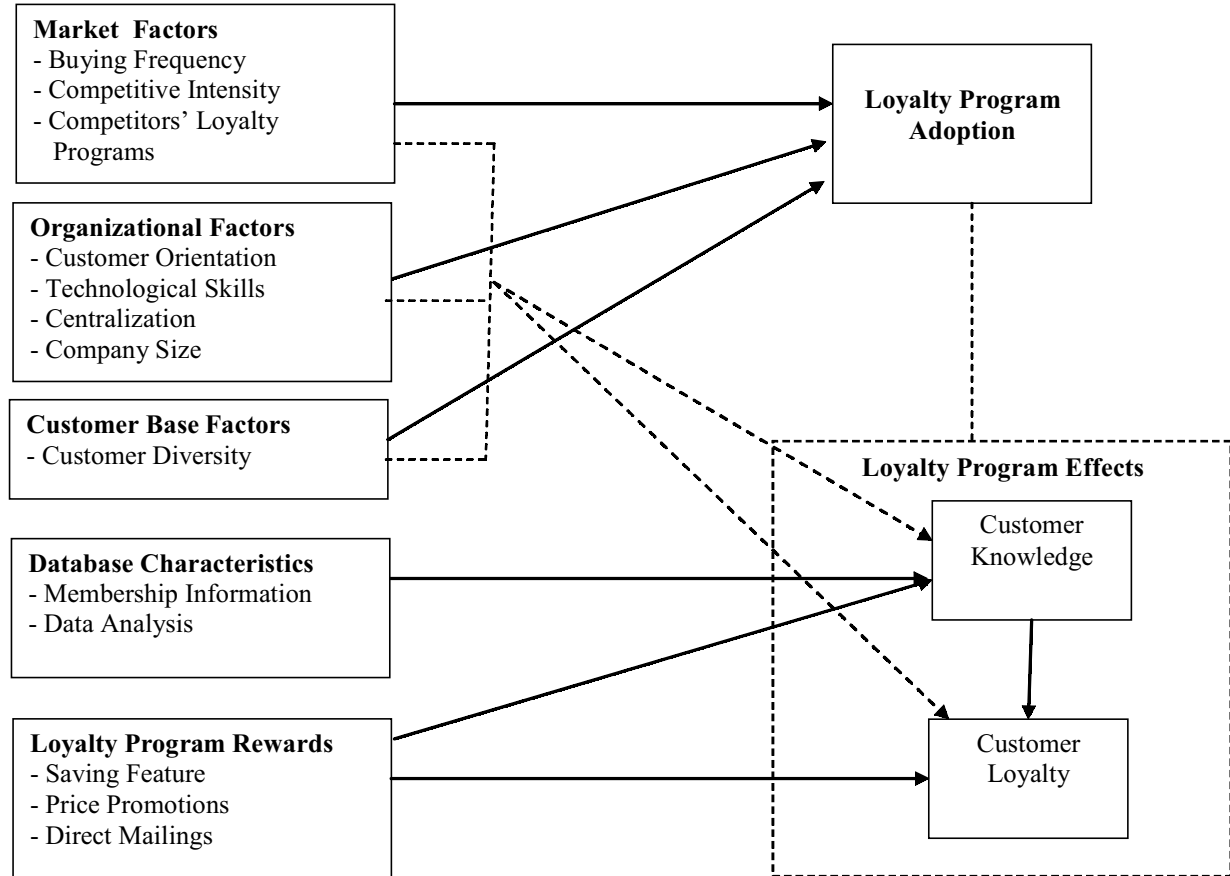 Market Factors
- Buying Frequency
- Competitive Intensity
- Competitors’ Loyalty
Programs
Loyalty Program
Adoption
Organizational Factors
- Customer Orientation
- Technological Skills
- Centralization
- Company Size
Customer Base Factors
- Customer Diversity
Loyalty Program Effects
Customer
Knowledge
Database Characteristics
- Membership Information
- Data Analysis
Loyalty Program Rewards
- Saving Feature
- Price Promotions
- Direct Mailings
Customer
Loyalty